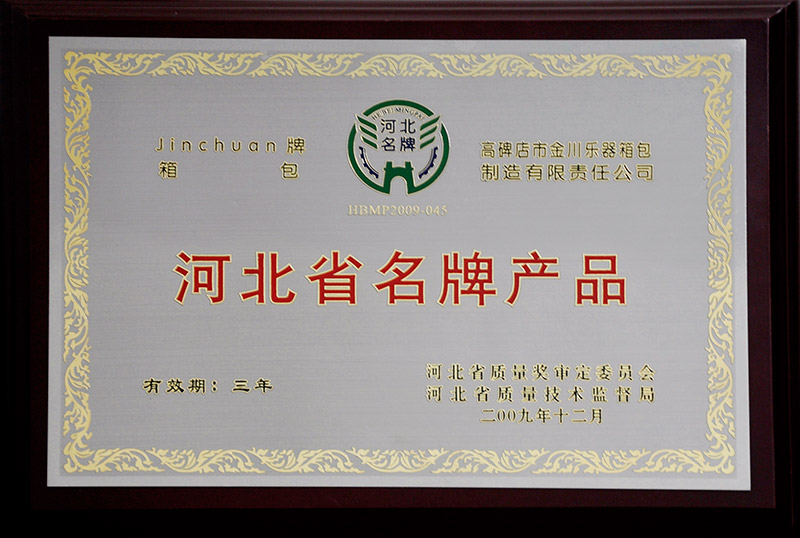 HEBEIMINGPAI
河北
名牌
HBMP2009-045
Jinchuan牌
箱包
高碑店市金川乐器箱包
制造有限责任公司
河北省名牌产品
有效期：三年
河北省质量奖审定委员会
河北省质量技术监督局
二00九年十二月